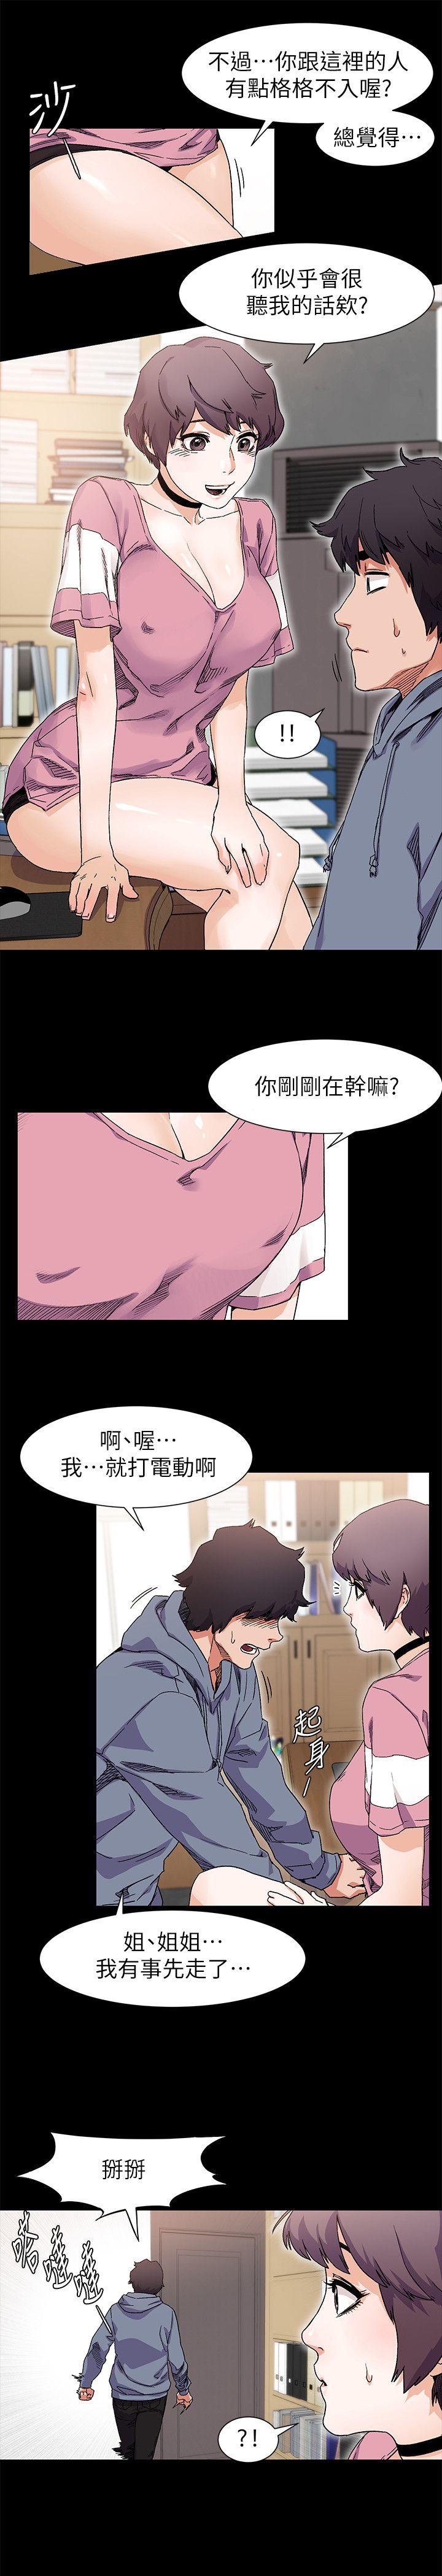 不過⋯你跟這裡的人
有點格格不入喔?
總覺得⋯
沙
你似乎會很
聽我的話欸?
!!
你剛剛在幹嘛?
啊、喔⋯
我⋯就打電動啊
起身
姐、姐姐⋯
我有事先走了⋯
掰掰
嗒噠噠
?!